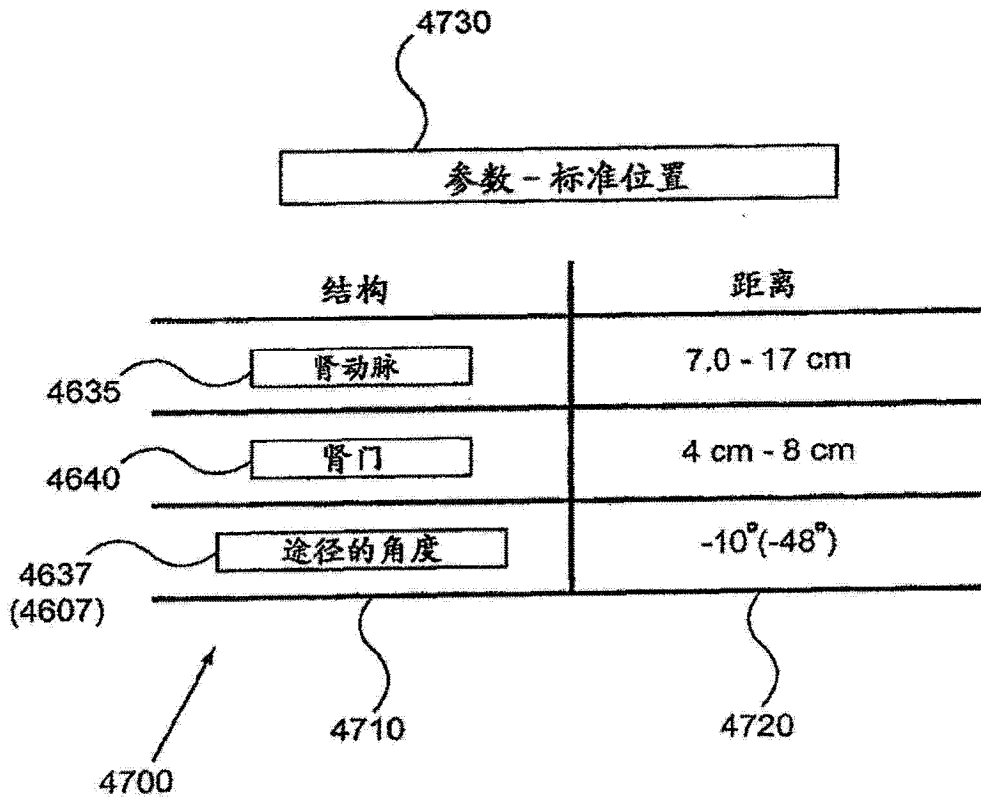 4730
参数-标准位置
结构 距离
4635 肾动脉 7.0 - 17 cm
4640 肾门 4 cm - 8 cm
4637 途径的角度 -10°(-48°)
(4607)
4710 4720
4700